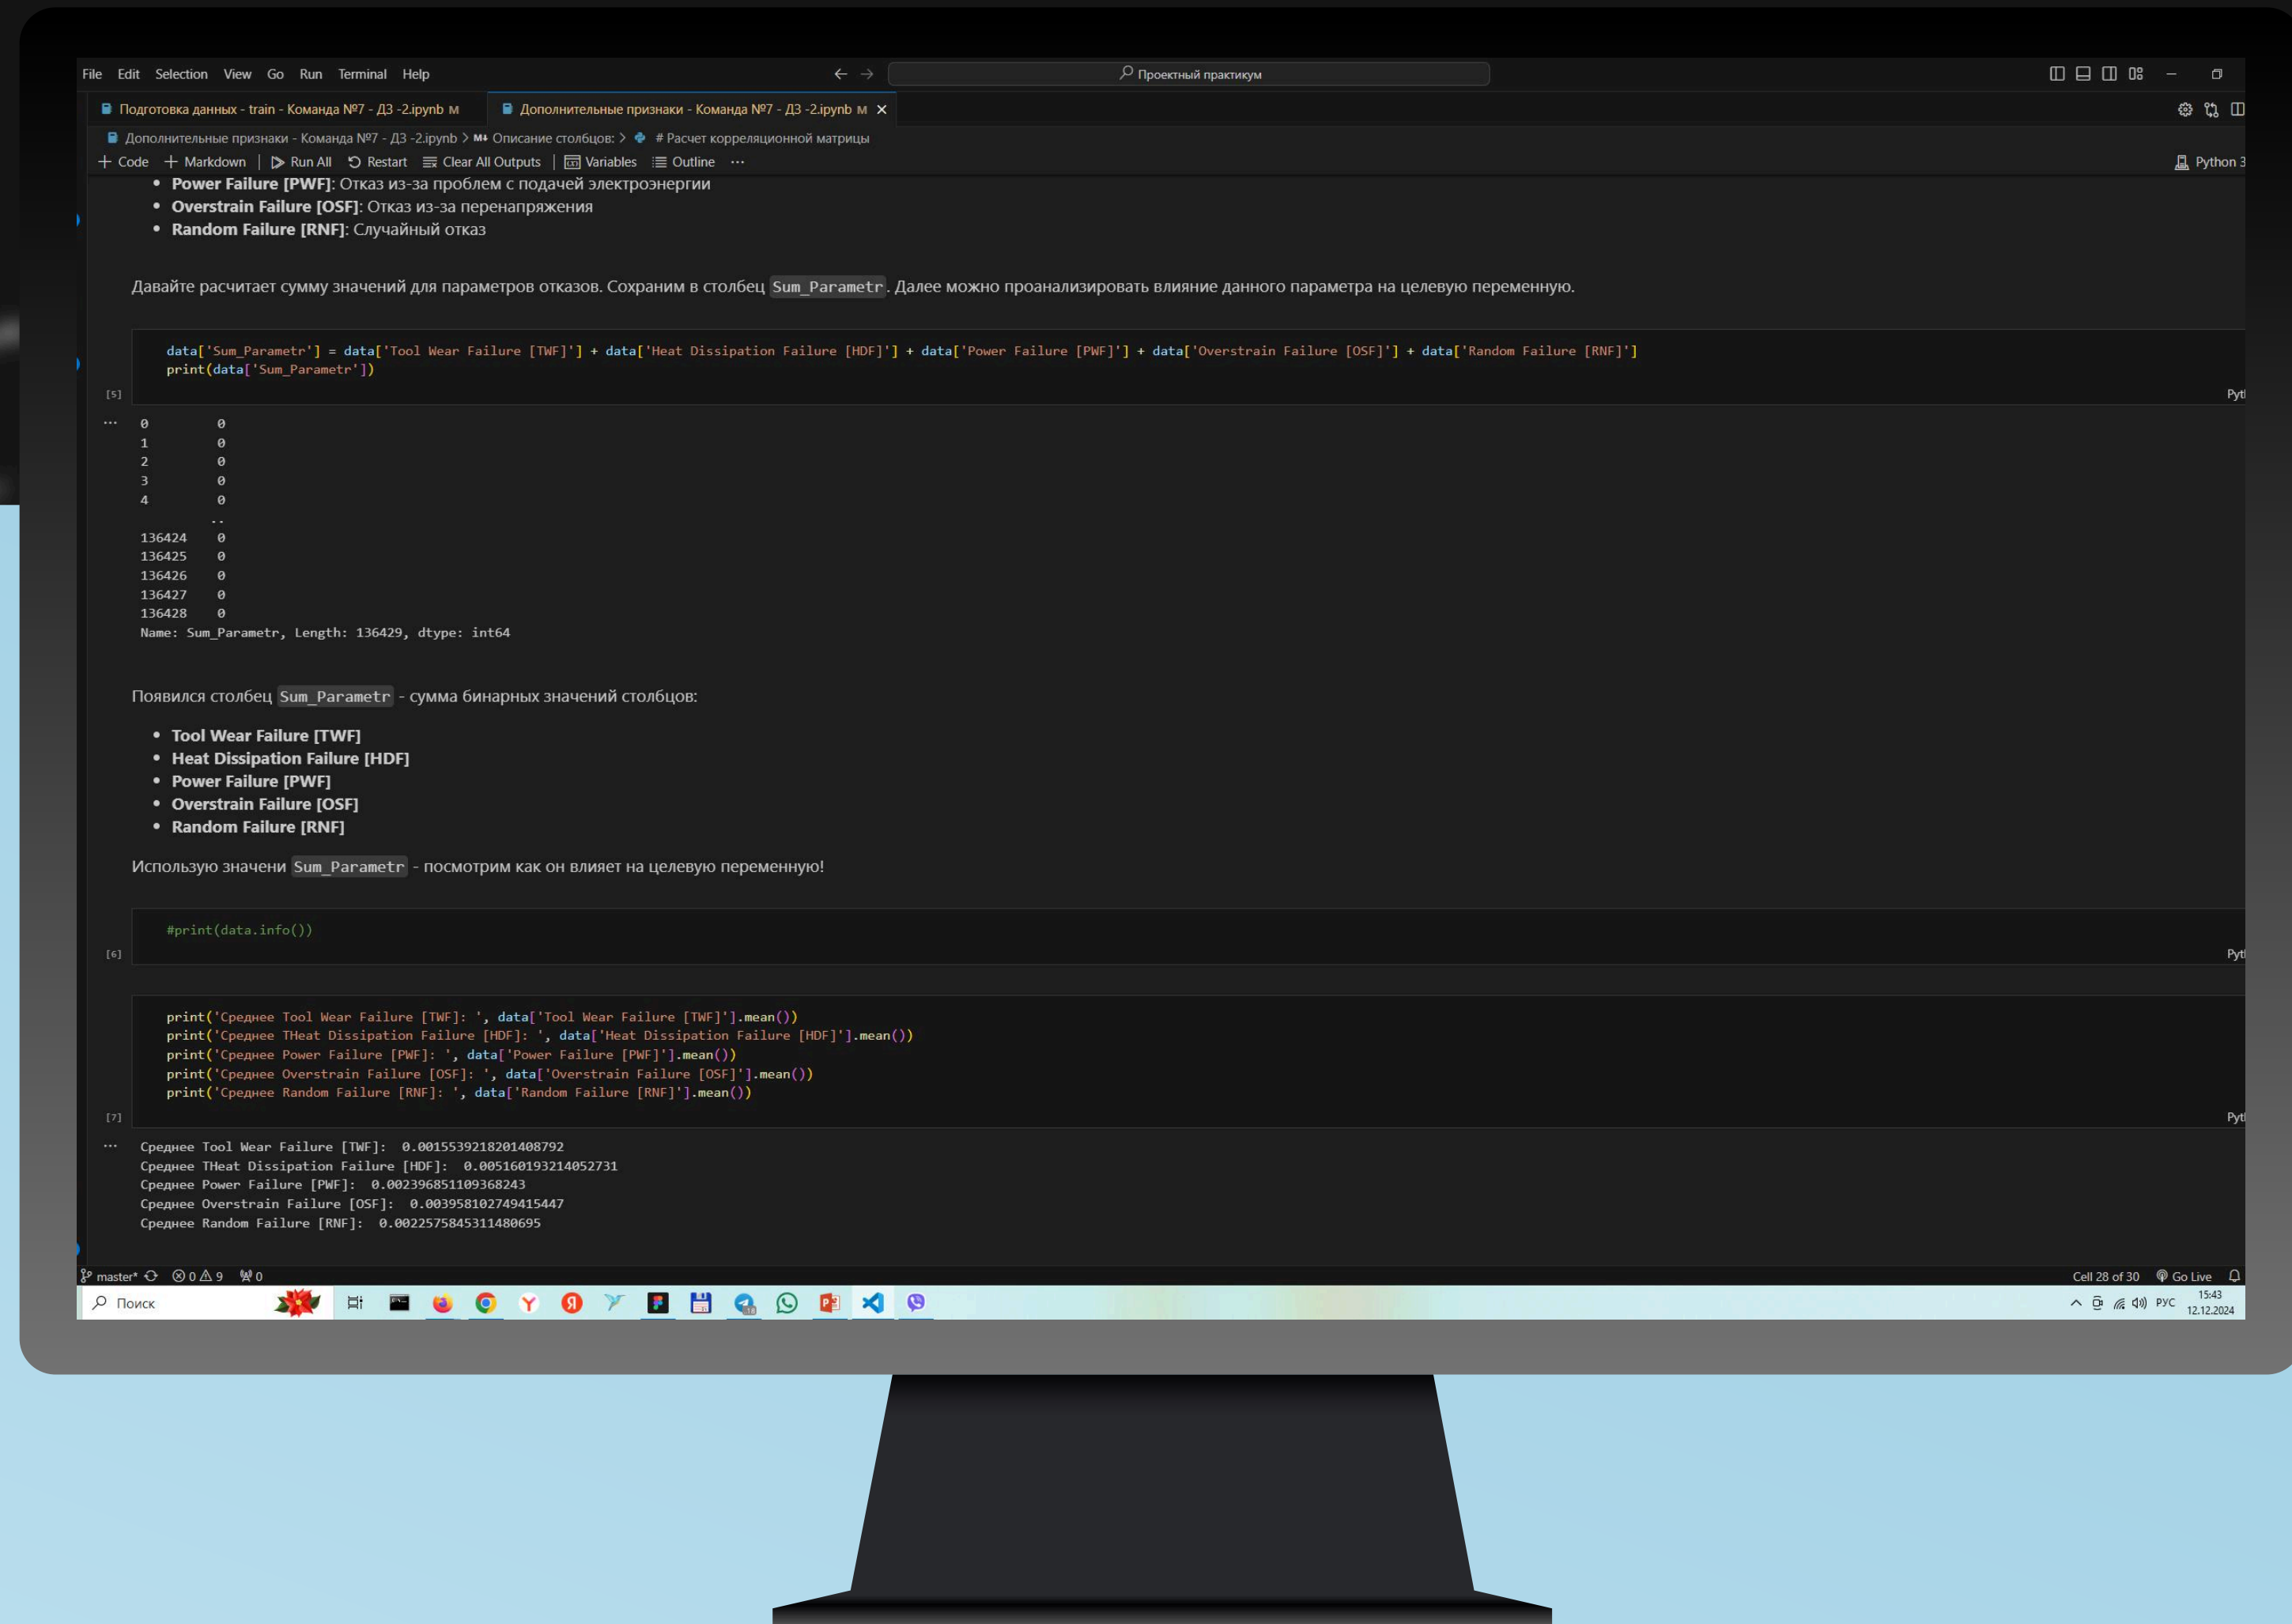 File Edit Selection View Go Run Terminal Help
Проектный практикум
Подготовка данных - train - Команда №7 - ДЗ -2.ipynb M
Дополнительные признаки - Команда №7 - ДЗ -2.ipynb M
Дополнительные признаки - Команда №7 - ДЗ -2.ipynb > M↓ Описание столбцов: > # Расчет корреляционной матрицы
+ Code + Markdown | Run All Restart Clear All Outputs | Variables Outline ...
Python 3
• Power Failure [PWF]: Отказ из-за проблем с подачей электроэнергии
• Overstrain Failure [OSF]: Отказ из-за перенапряжения
• Random Failure [RNF]: Случайный отказ
Давайте расчитает сумму значений для параметров отказов. Сохраним в столбец Sum_Parametr. Далее можно проанализировать влияние данного параметра на целевую переменную.
data['Sum_Parametr'] = data['Tool Wear Failure [TWF]'] + data['Heat Dissipation Failure [HDF]'] + data['Power Failure [PWF]'] + data['Overstrain Failure [OSF]'] + data['Random Failure [RNF]']
print(data['Sum_Parametr'])
[5]
Pyt
... 0 0
1 0
2 0
3 0
4 0
..
136424 0
136425 0
136426 0
136427 0
136428 0
Name: Sum_Parametr, Length: 136429, dtype: int64
Появился столбец Sum_Parametr - сумма бинарных значений столбцов:
• Tool Wear Failure [TWF]
• Heat Dissipation Failure [HDF]
• Power Failure [PWF]
• Overstrain Failure [OSF]
• Random Failure [RNF]
Использую значени Sum_Parametr - посмотрим как он влияет на целевую переменную!
#print(data.info())
[6]
Pyt
print('Среднее Tool Wear Failure [TWF]: ', data['Tool Wear Failure [TWF]'].mean())
print('Среднее THeat Dissipation Failure [HDF]: ', data['Heat Dissipation Failure [HDF]'].mean())
print('Среднее Power Failure [PWF]: ', data['Power Failure [PWF]'].mean())
print('Среднее Overstrain Failure [OSF]: ', data['Overstrain Failure [OSF]'].mean())
print('Среднее Random Failure [RNF]: ', data['Random Failure [RNF]'].mean())
[7]
Pyt
... Среднее Tool Wear Failure [TWF]: 0.0015539218201408792
Среднее THeat Dissipation Failure [HDF]: 0.005160193214052731
Среднее Power Failure [PWF]: 0.002396851109368243
Среднее Overstrain Failure [OSF]: 0.003958102749415447
Среднее Random Failure [RNF]: 0.0022575845311480695
master* 0 9 0
Cell 28 of 30 Go Live
Поиск
РУС
15:43
12.12.2024